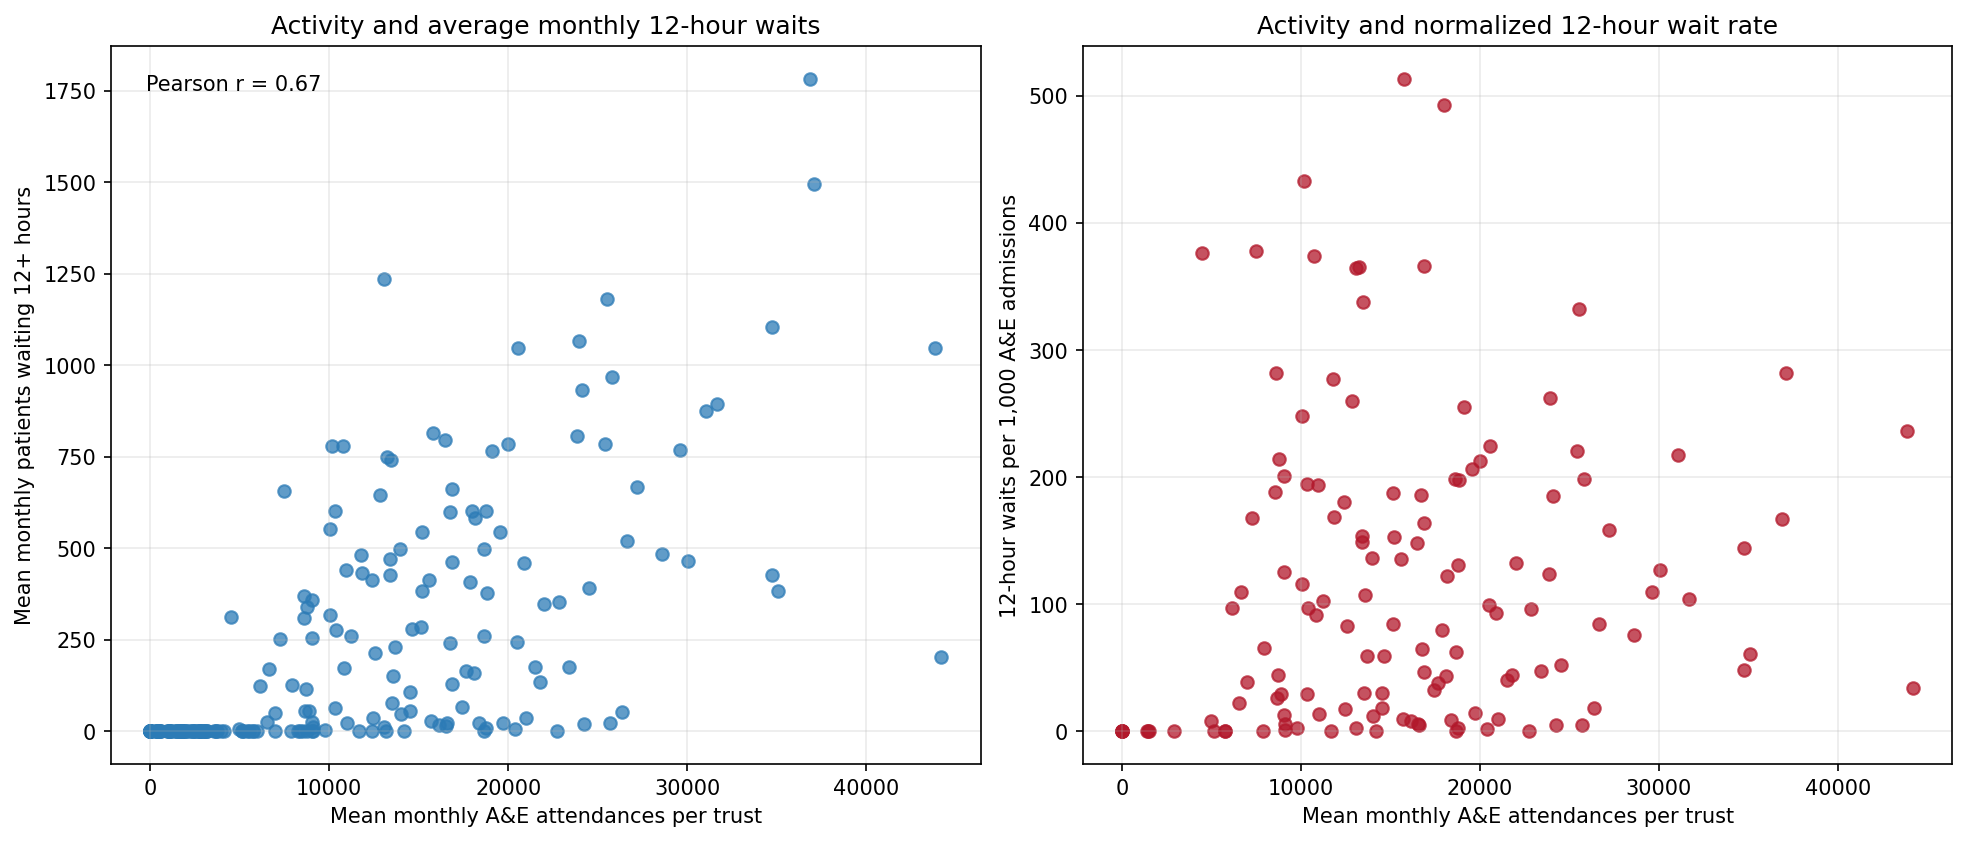 Activity and average monthly 12-hour waits
Pearson r = 0.67
Mean monthly patients waiting 12+ hours
1750
1500
1250
1000
750
500
250
0
0 10000 20000 30000 40000
Mean monthly A&E attendances per trust
Activity and normalized 12-hour wait rate
12-hour waits per 1,000 A&E admissions
500
400
300
200
100
0
0 10000 20000 30000 40000
Mean monthly A&E attendances per trust